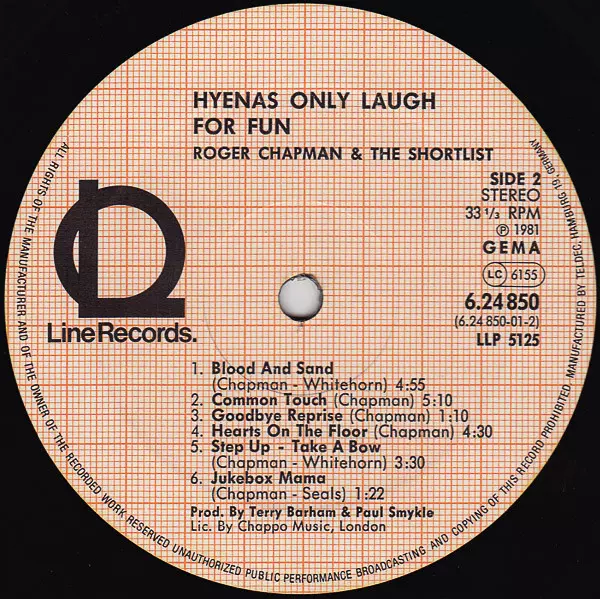 HYENAS ONLY LAUGH
FOR FUN
ROGER CHAPMAN & THE SHORTLIST
SIDE 2
STEREO
33 1/3 RPM
℗ 1981
GEMA
LC 6155
6.24 850
(6.24 850-01-2)
LLP 5125
LineRecords.
1. Blood And Sand
(Chapman - Whitehorn) 4:55
2. Common Touch (Chapman) 5:10
3. Goodbye Reprise (Chapman) 1:10
4. Hearts On The Floor (Chapman) 4:30
5. Step Up - Take A Bow
(Chapman - Whitehorn) 3:30
6. Jukebox Mama
(Chapman - Seals) 1:22
Prod. By Terry Barham & Paul Smykle
Lic. By Chappo Music, London
ALL RIGHTS OF THE MANUFACTURER AND OF THE OWNER OF THE RECORDED WORK RESERVED UNAUTHORIZED PUBLIC PERFORMANCE BROADCASTING AND COPYING OF THIS RECORD PROHIBITED. MANUFACTURED BY TELDEC, HAMBURG 19, GERMANY